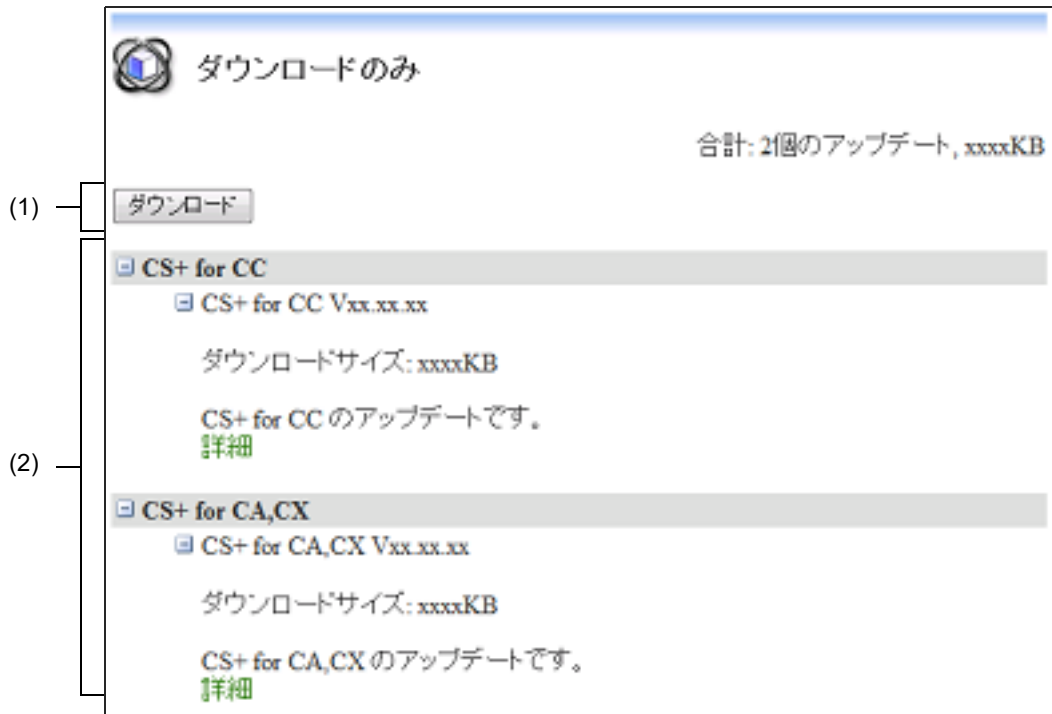 ダウンロードのみ
合計: 2個のアップデート, xxxxKB
(1)
ダウンロード
(2)
CS+ for CC
CS+ for CC Vxx.xx.xx
ダウンロードサイズ: xxxxKB
CS+ for CC のアップデートです。
詳細
CS+ for CA,CX
CS+ for CA,CX Vxx.xx.xx
ダウンロードサイズ: xxxxKB
CS+ for CA,CX のアップデートです。
詳細